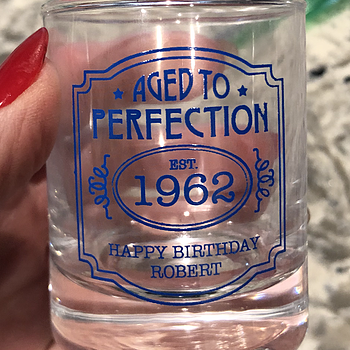 AGED TO
PERFECTION
EST.
1962
HAPPY BIRTHDAY
ROBERT